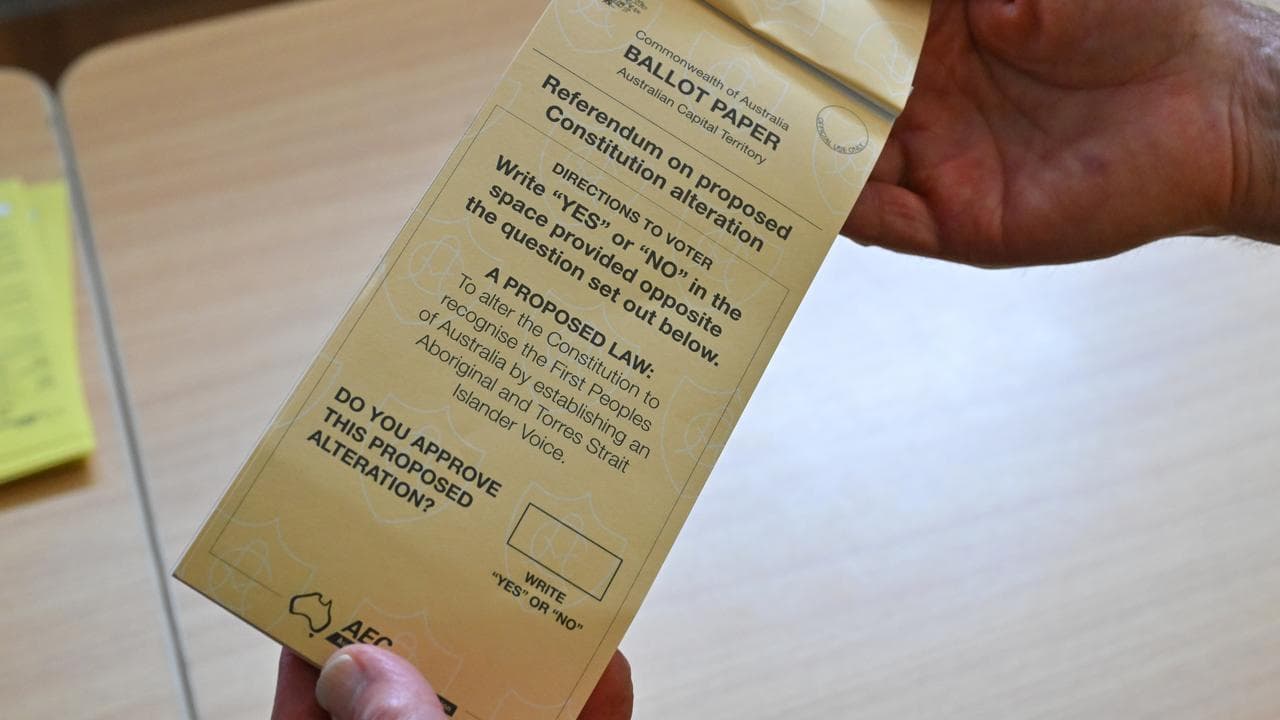 Commonwealth of Australia
BALLOT PAPER
Australian Capital Territory
OFFICIAL USE ONLY
Referendum on proposed
Constitution alteration
DIRECTIONS TO VOTER
Write “YES” or “NO” in the
space provided opposite
the question set out below.
A PROPOSED LAW:
To alter the Constitution to
recognise the First Peoples
of Australia by establishing an
Aboriginal and Torres Strait
Islander Voice.
DO YOU APPROVE
THIS PROPOSED
ALTERATION?
WRITE
“YES” OR “NO”
AEC